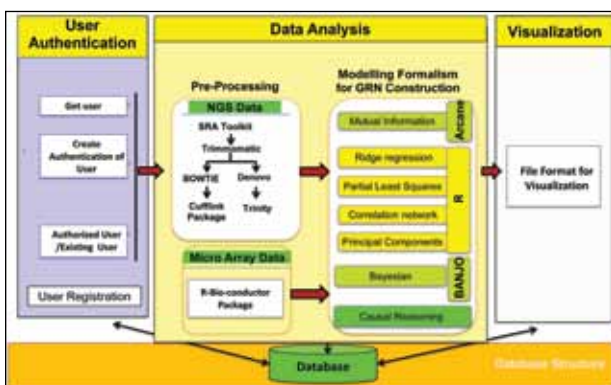 User
Authentication
Get user
Create
Authentication of
User
Authorized User
/Existing User
User Registration
Data Analysis
Pre-Processing
NGS Data
SRA Toolkit
Trimmomatic
BOWTIE
Denovo
Cufflink
Package
Trinity
Micro Array Data
R-Bio-conductor
Package
Modelling Formalism
for GRN Construction
Mutual Information
Arcane
Ridge regression
Partial Least Squares
Correlation network
Principal Components
R
Bayesian
BANJO
Causal Reasoning
Visualization
File Format for
Visualization
Database
Database Structure